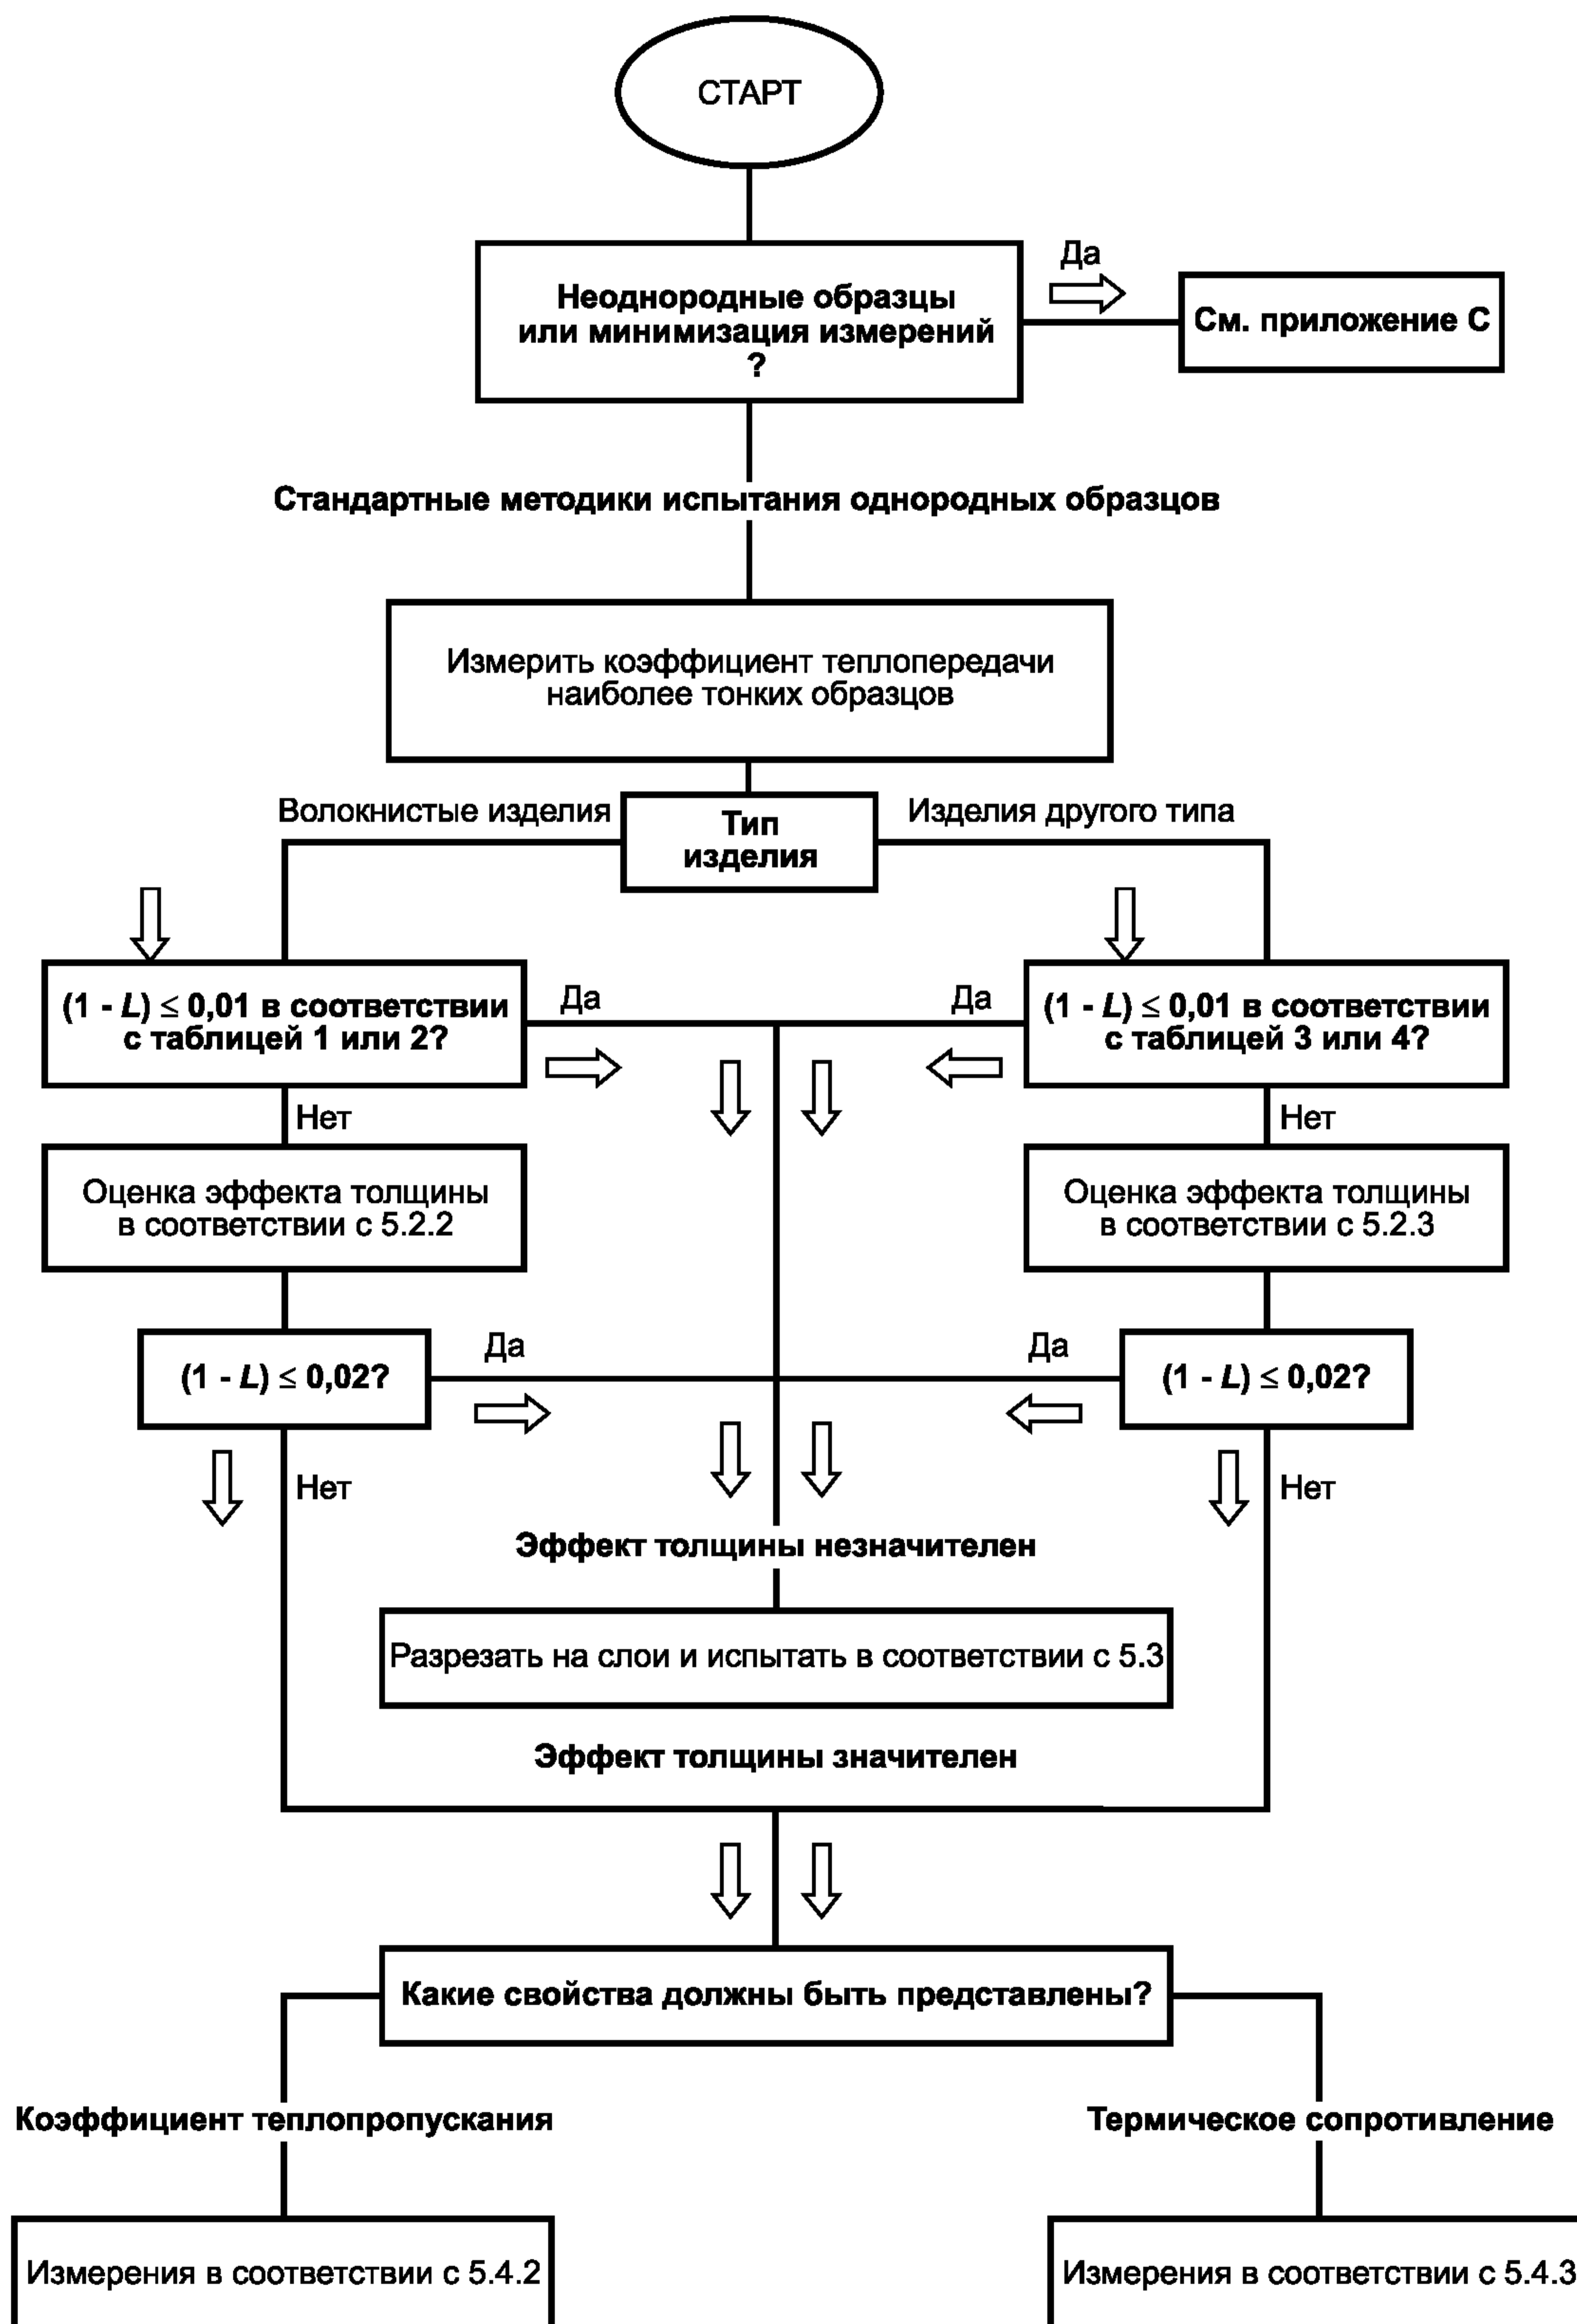 СТАРТ
Неоднородные образцы
или минимизация измерений
?
Да
См. приложение С
Стандартные методики испытания однородных образцов
Измерить коэффициент теплопередачи
наиболее тонких образцов
Волокнистые изделия
Тип
изделия
Изделия другого типа
(1 - L) ≤ 0,01 в соответствии
с таблицей 1 или 2?
Да
Да
(1 - L) ≤ 0,01 в соответствии
с таблицей 3 или 4?
Нет
Нет
Оценка эффекта толщины
в соответствии с 5.2.2
Оценка эффекта толщины
в соответствии с 5.2.3
(1 - L) ≤ 0,02?
Да
Да
(1 - L) ≤ 0,02?
Нет
Нет
Эффект толщины незначителен
Разрезать на слои и испытать в соответствии с 5.3
Эффект толщины значителен
Какие свойства должны быть представлены?
Коэффициент теплопропускания
Термическое сопротивление
Измерения в соответствии с 5.4.2
Измерения в соответствии с 5.4.3